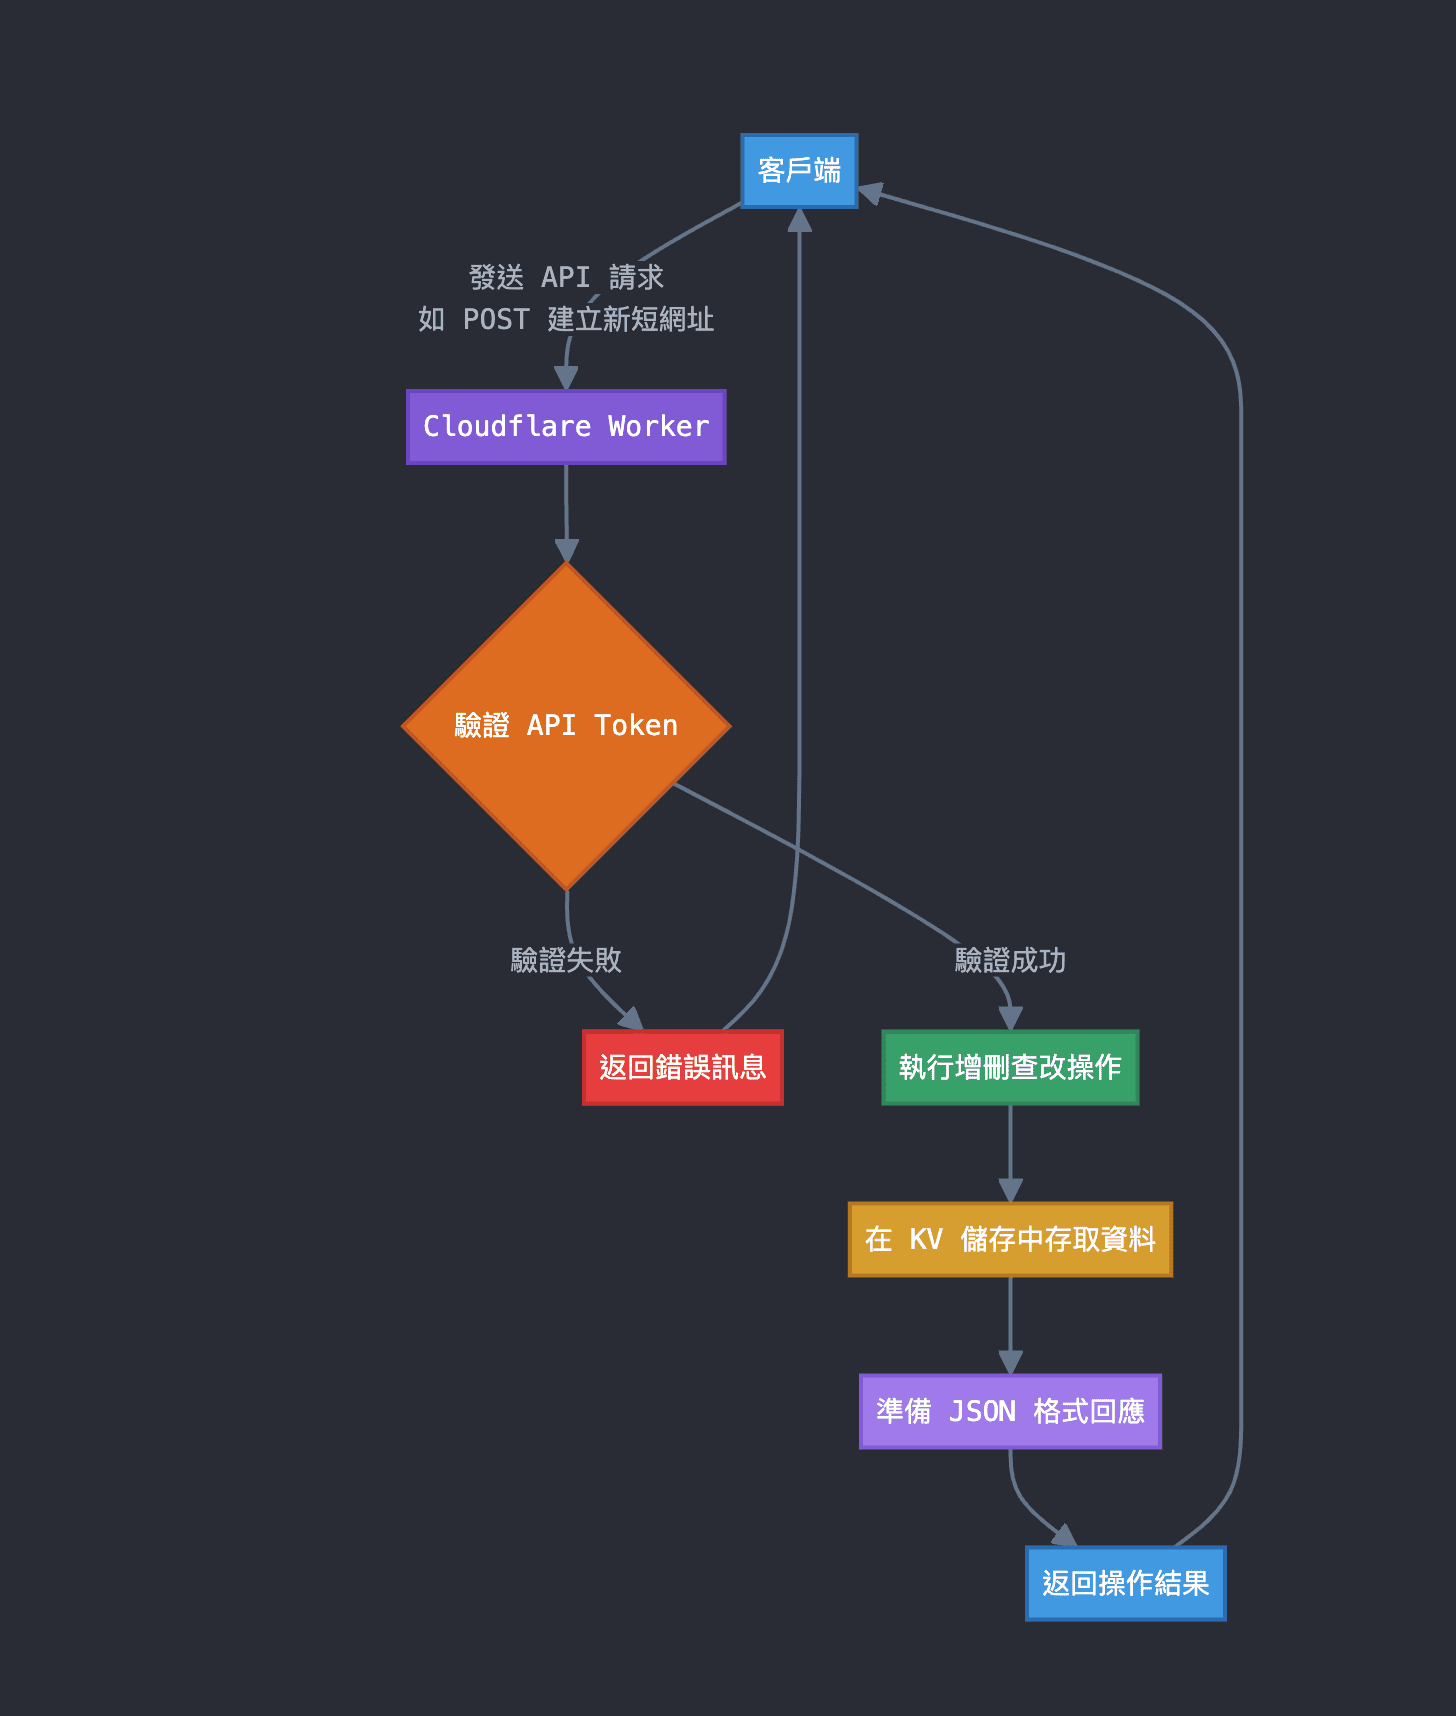 客戶端
發送 API 請求
如 POST 建立新短網址
Cloudflare Worker
驗證 API Token
驗證失敗
驗證成功
返回錯誤訊息
執行增刪查改操作
在 KV 儲存中存取資料
準備 JSON 格式回應
返回操作結果